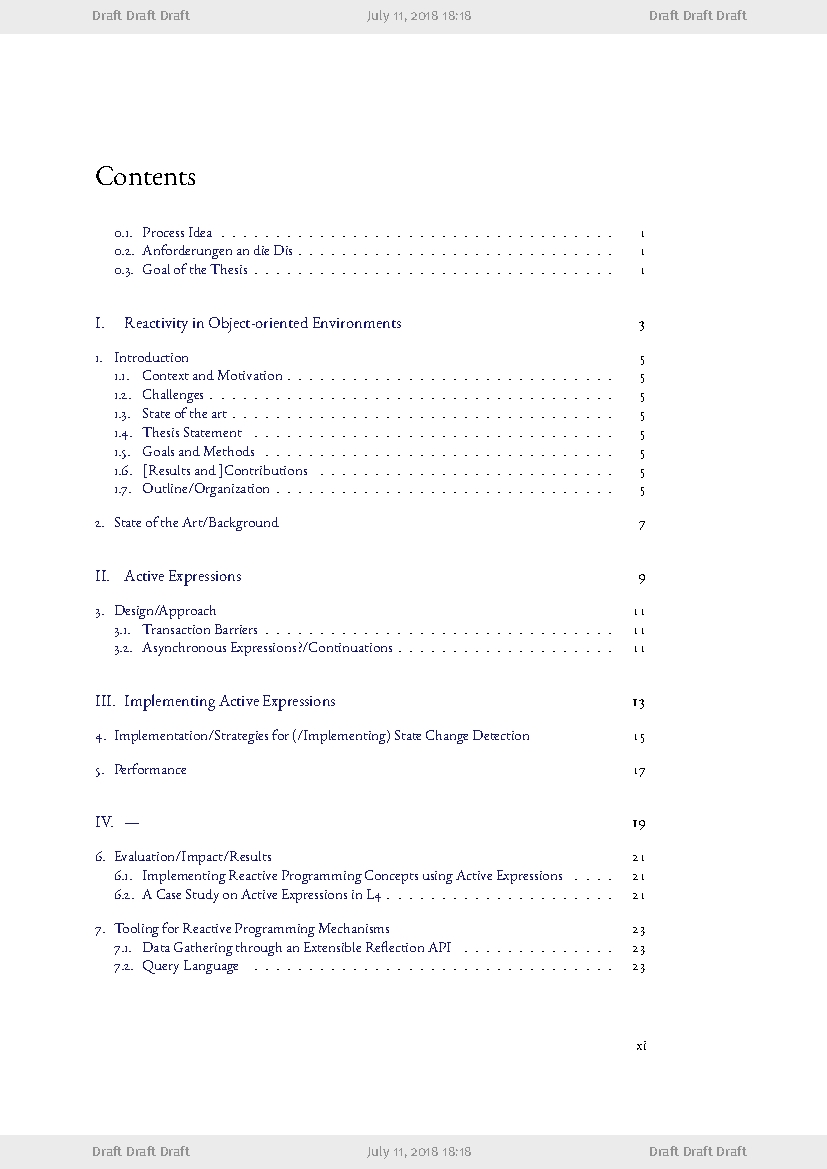 Draft Draft Draft July 11, 2018 18:18 Draft Draft Draft
Contents
0.1. Process Idea . . . . . . . . . . . . . . . . . . . . . . . . . . . . . . . . . . . . . 1
0.2. Anforderungen an die Dis . . . . . . . . . . . . . . . . . . . . . . . . . . . . . 1
0.3. Goal of the Thesis . . . . . . . . . . . . . . . . . . . . . . . . . . . . . . . . . 1
I. Reactivity in Object-oriented Environments 3
1. Introduction 5
1.1. Context and Motivation . . . . . . . . . . . . . . . . . . . . . . . . . . . . . . 5
1.2. Challenges . . . . . . . . . . . . . . . . . . . . . . . . . . . . . . . . . . . . . 5
1.3. State of the art . . . . . . . . . . . . . . . . . . . . . . . . . . . . . . . . . . . 5
1.4. Thesis Statement . . . . . . . . . . . . . . . . . . . . . . . . . . . . . . . . . 5
1.5. Goals and Methods . . . . . . . . . . . . . . . . . . . . . . . . . . . . . . . . 5
1.6. [Results and ]Contributions . . . . . . . . . . . . . . . . . . . . . . . . . . . 5
1.7. Outline/Organization . . . . . . . . . . . . . . . . . . . . . . . . . . . . . . . 5
2. State of the Art/Background 7
II. Active Expressions 9
3. Design/Approach 11
3.1. Transaction Barriers . . . . . . . . . . . . . . . . . . . . . . . . . . . . . . . . 11
3.2. Asynchronous Expressions?/Continuations . . . . . . . . . . . . . . . . . . . . 11
III. Implementing Active Expressions 13
4. Implementation/Strategies for (/Implementing) State Change Detection 15
5. Performance 17
IV. — 19
6. Evaluation/Impact/Results 21
6.1. Implementing Reactive Programming Concepts using Active Expressions . . . . 21
6.2. A Case Study on Active Expressions in L4 . . . . . . . . . . . . . . . . . . . . . 21
7. Tooling for Reactive Programming Mechanisms 23
7.1. Data Gathering through an Extensible Reflection API . . . . . . . . . . . . . . 23
7.2. Query Language . . . . . . . . . . . . . . . . . . . . . . . . . . . . . . . . . 23
xi
Draft Draft Draft July 11, 2018 18:18 Draft Draft Draft